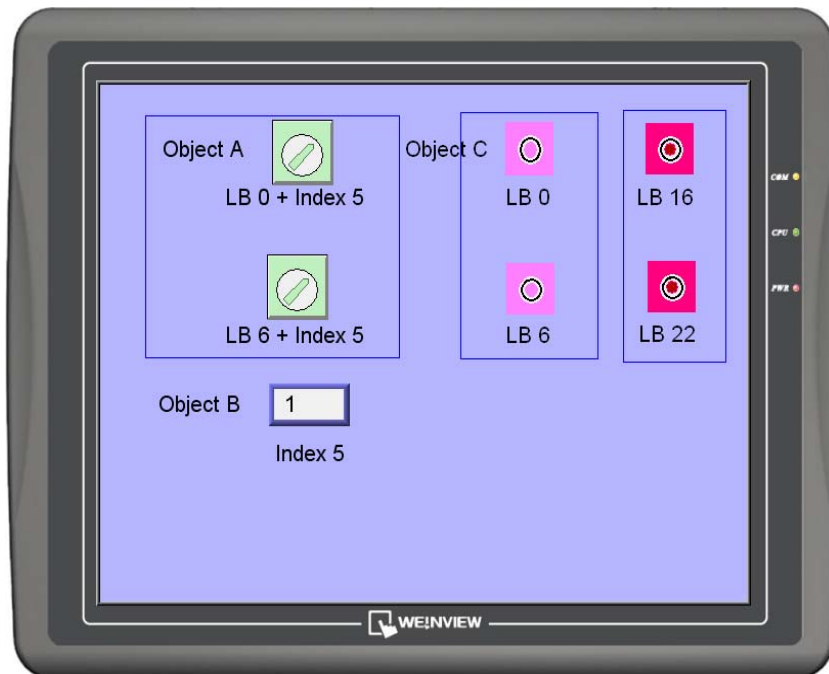 Object A
LB 0 + Index 5
LB 6 + Index 5
Object C
LB 0
LB 6
LB 16
LB 22
Object B
1
Index 5
COM
CPU
PWR
WEINVIEW